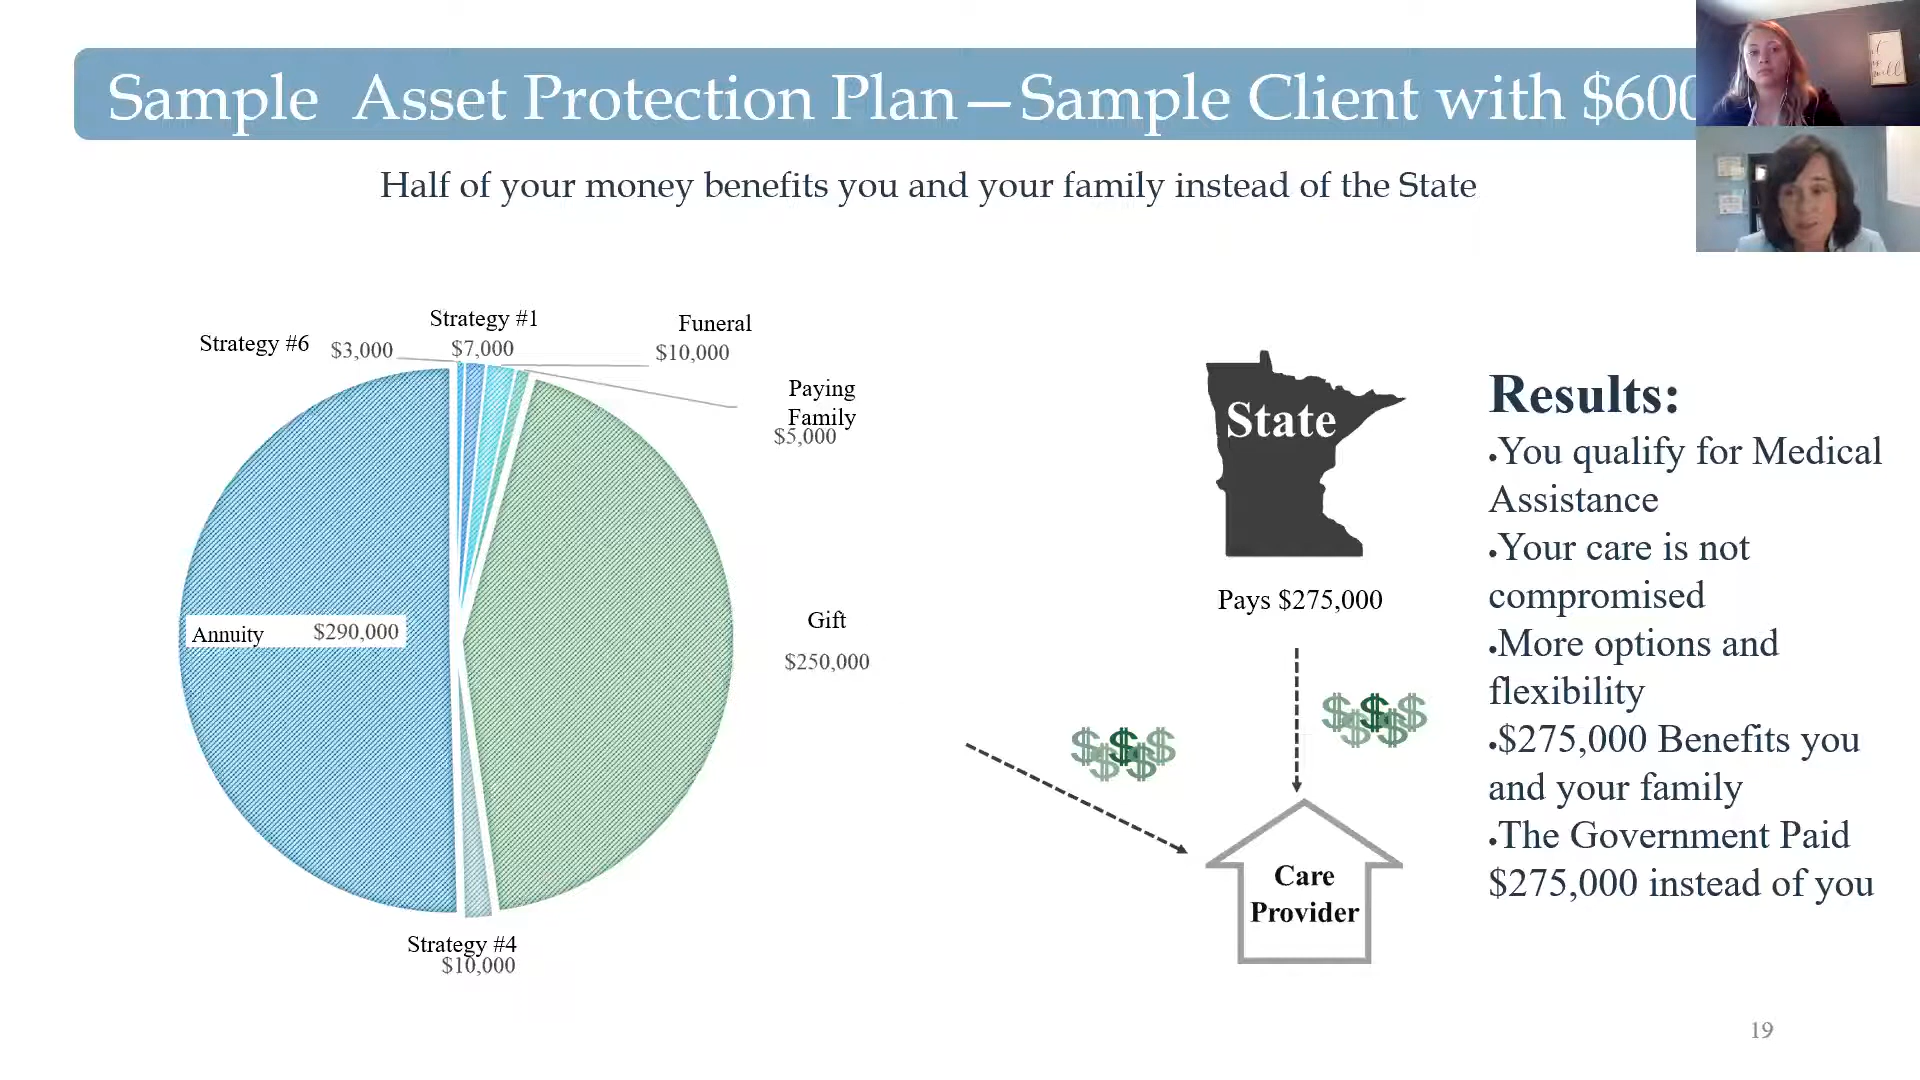 Sample  Asset Protection Plan—Sample Client with $600
Half of your money benefits you and your family instead of the State
Strategy #6
$3,000
Strategy #1
$7,000
Funeral
$10,000
Paying
Family
$5,000
Annuity
$290,000
Gift
$250,000
Strategy #4
$10,000
State
Pays $275,000
Care
Provider
Results:
•You qualify for Medical
Assistance
•Your care is not
compromised
•More options and
flexibility
•$275,000 Benefits you
and your family
•The Government Paid
$275,000 instead of you
19